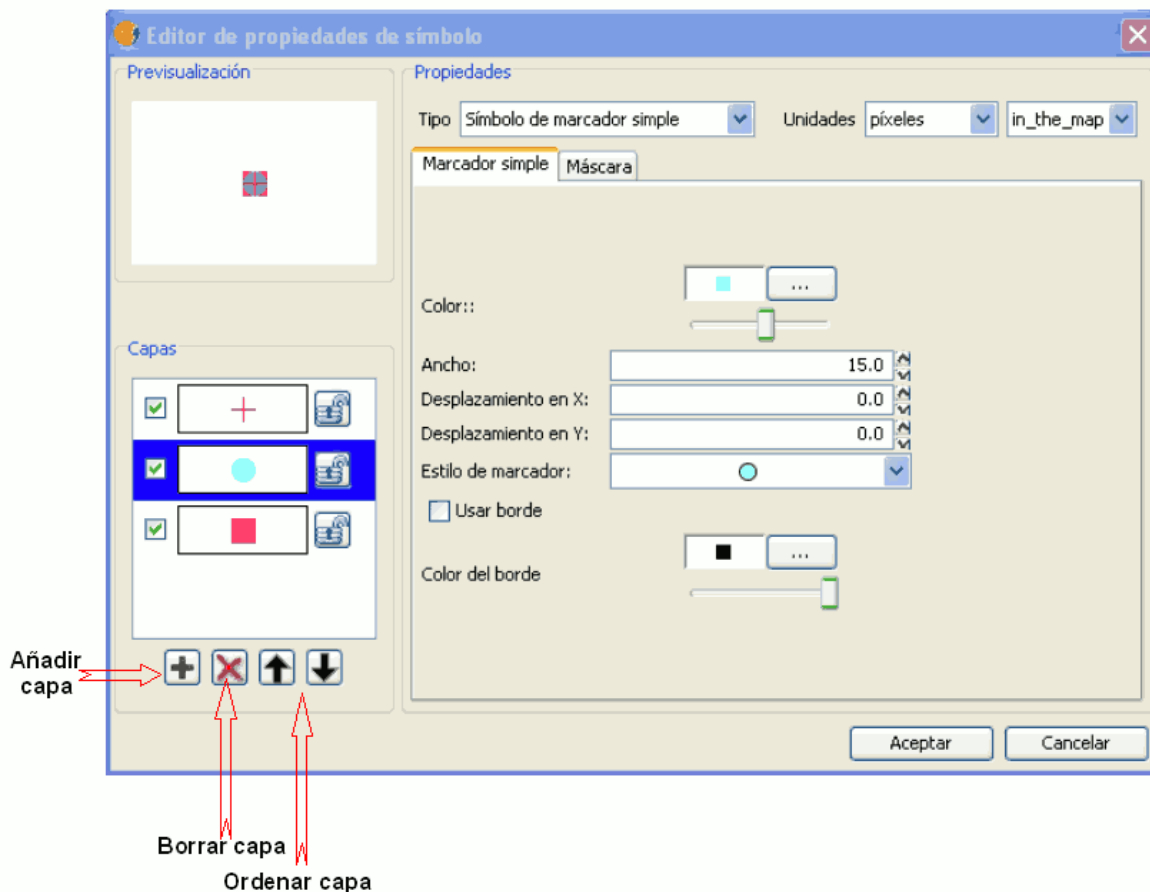 Editor de propiedades de símbolo
Previsualización
Propiedades
Tipo Símbolo de marcador simple Unidades píxeles in_the_map
Marcador simple Máscara
Color:: ...
Ancho: 15.0
Desplazamiento en X: 0.0
Desplazamiento en Y: 0.0
Estilo de marcador:
Usar borde
Color del borde ...
Capas
Añadir
capa
Aceptar Cancelar
Borrar capa
Ordenar capa